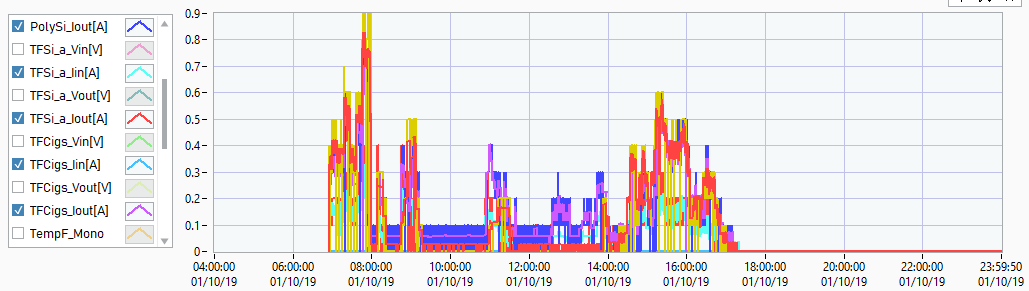 PolySi_Iout[A]
TFSi_a_Vin[V]
TFSi_a_Iin[A]
TFSi_a_Vout[V]
TFSi_a_Iout[A]
TFCigs_Vin[V]
TFCigs_Iin[A]
TFCigs_Vout[V]
TFCigs_Iout[A]
TempF_Mono
0.9
0.8
0.7
0.6
0.5
0.4
0.3
0.2
0.1
0
04:00:00 06:00:00 08:00:00 10:00:00 12:00:00 14:00:00 16:00:00 18:00:00 20:00:00 22:00:00 23:59:50
01/10/19 01/10/19 01/10/19 01/10/19 01/10/19 01/10/19 01/10/19 01/10/19 01/10/19 01/10/19 01/10/19